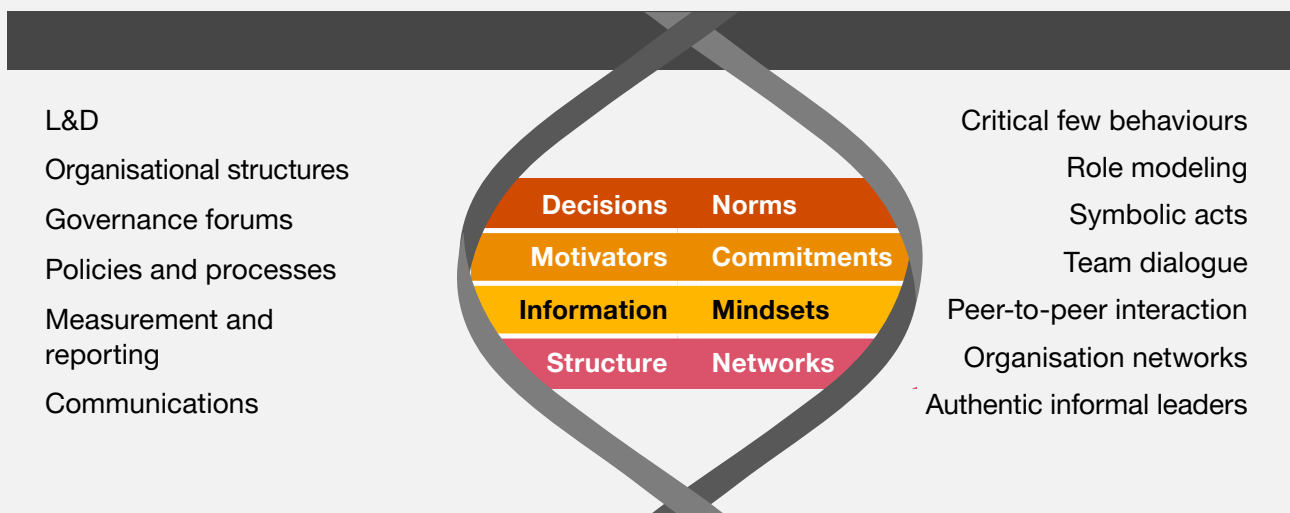 L&D
Organisational structures
Governance forums
Policies and processes
Measurement and
reporting
Communications
Decisions Norms
Motivators Commitments
Information Mindsets
Structure Networks
Critical few behaviours
Role modeling
Symbolic acts
Team dialogue
Peer-to-peer interaction
Organisation networks
Authentic informal leaders